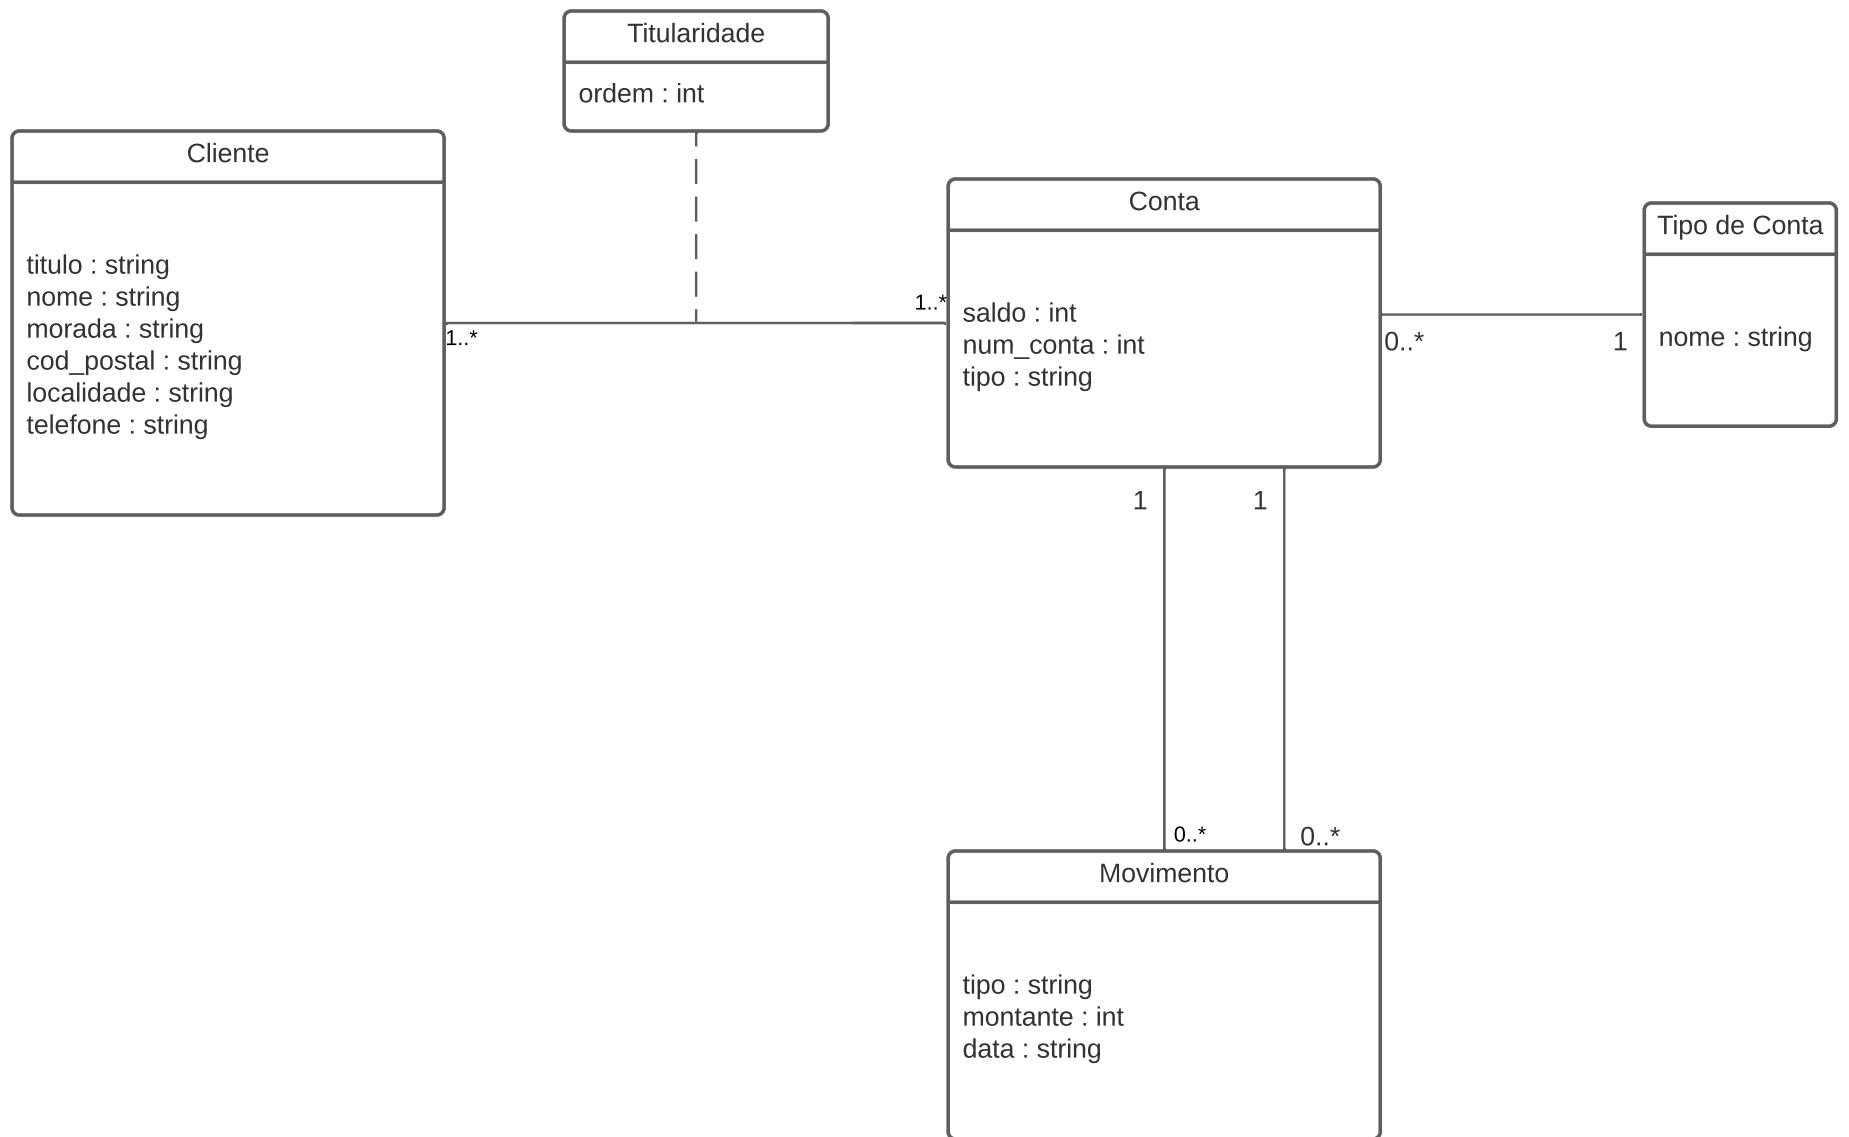 Titularidade
ordem : int
Cliente
titulo : string
nome : string
morada : string
cod_postal : string
localidade : string
telefone : string
1..*
1..*
Conta
saldo : int
num_conta : int
tipo : string
0..*
1
Tipo de Conta
nome : string
1
1
0..*
0..*
Movimento
tipo : string
montante : int
data : string